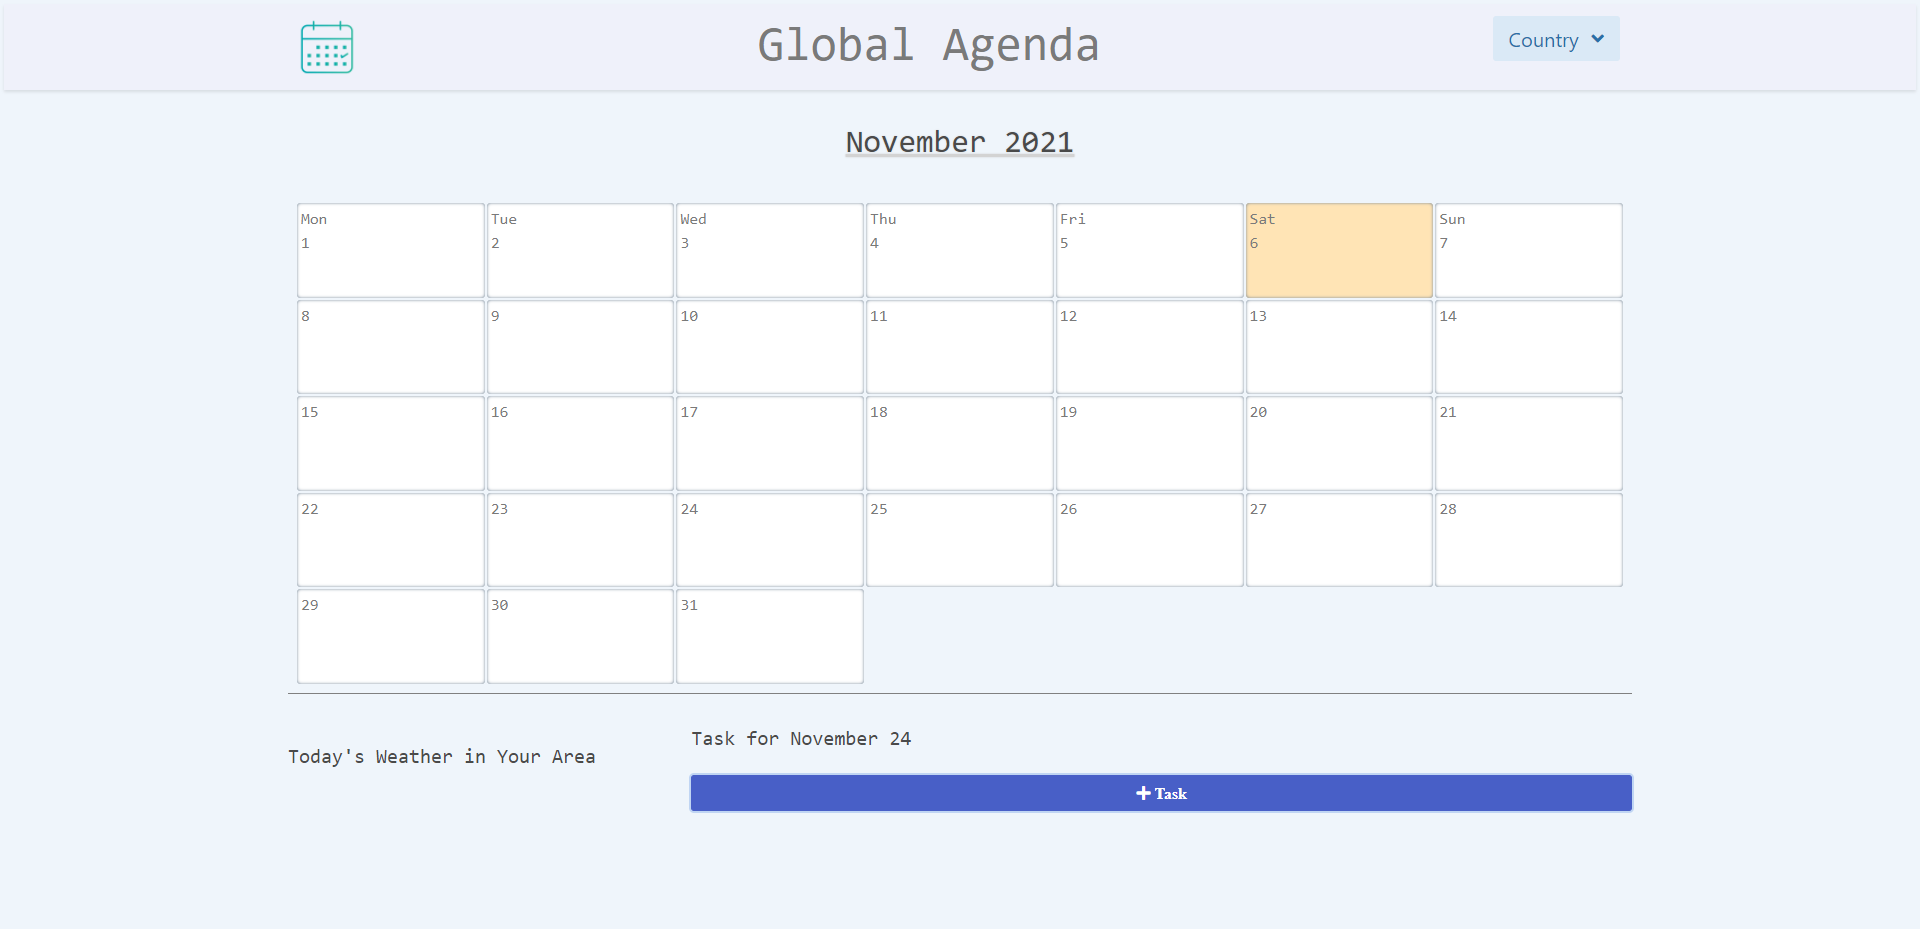 Global Agenda
Country
November 2021
Mon Tue Wed Thu Fri Sat Sun
1 2 3 4 5 6 7
8 9 10 11 12 13 14
15 16 17 18 19 20 21
22 23 24 25 26 27 28
29 30 31
Task for November 24
Today's Weather in Your Area
Task